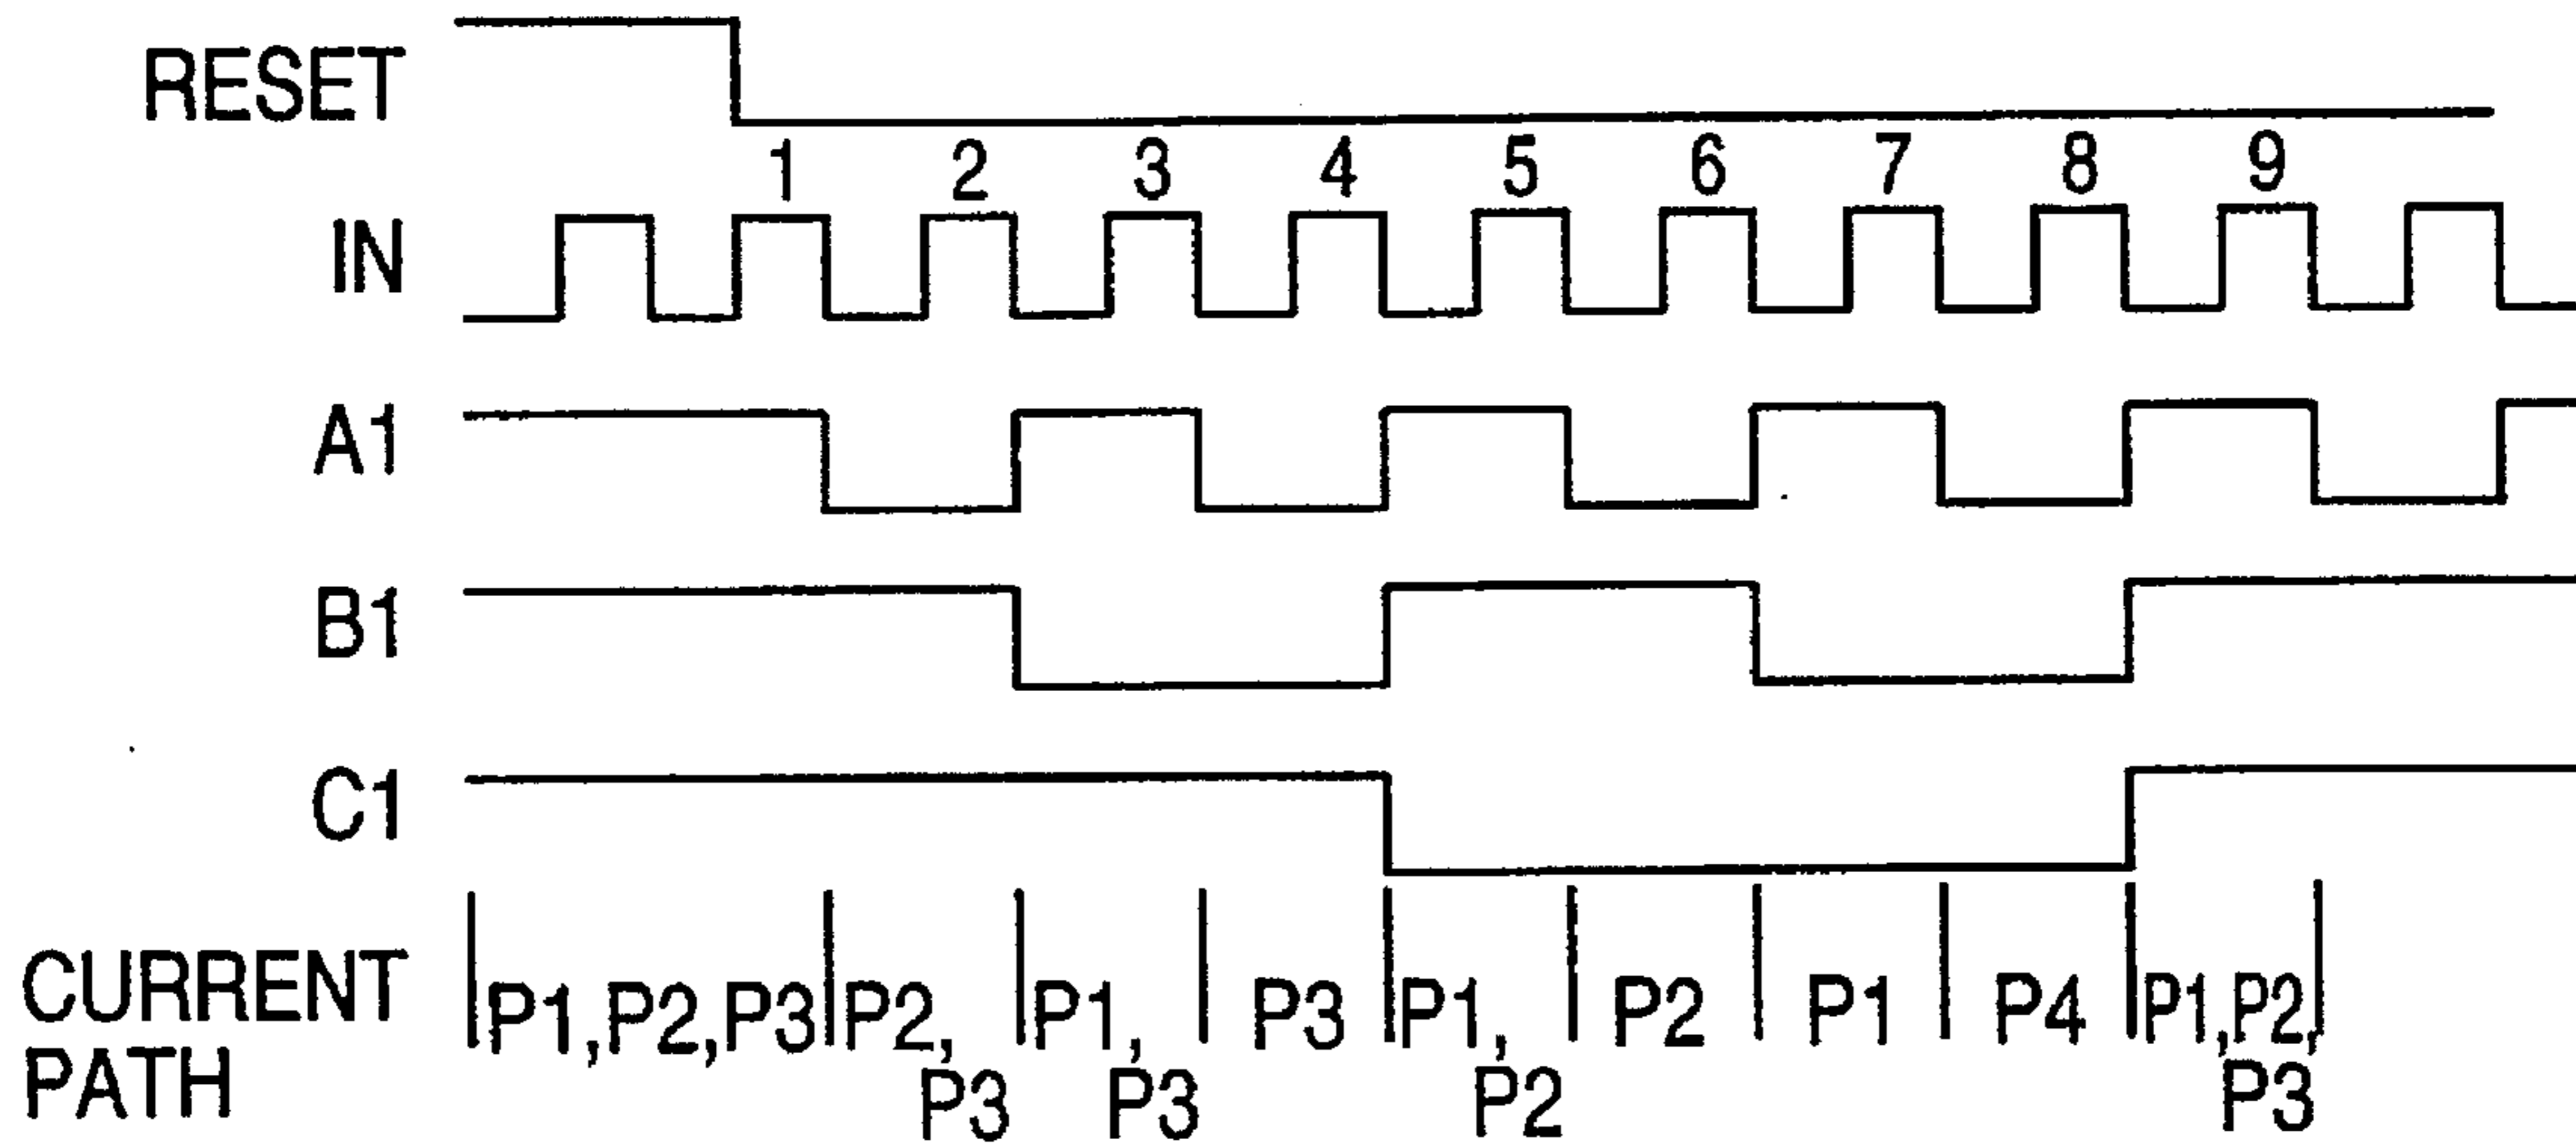 RESET
1 2 3 4 5 6 7 8 9
IN
A1
B1
C1
CURRENT PATH
P1,P2,P3
P2, P3
P1, P3
P3
P1, P2
P2
P1
P4
P1,P2, P3